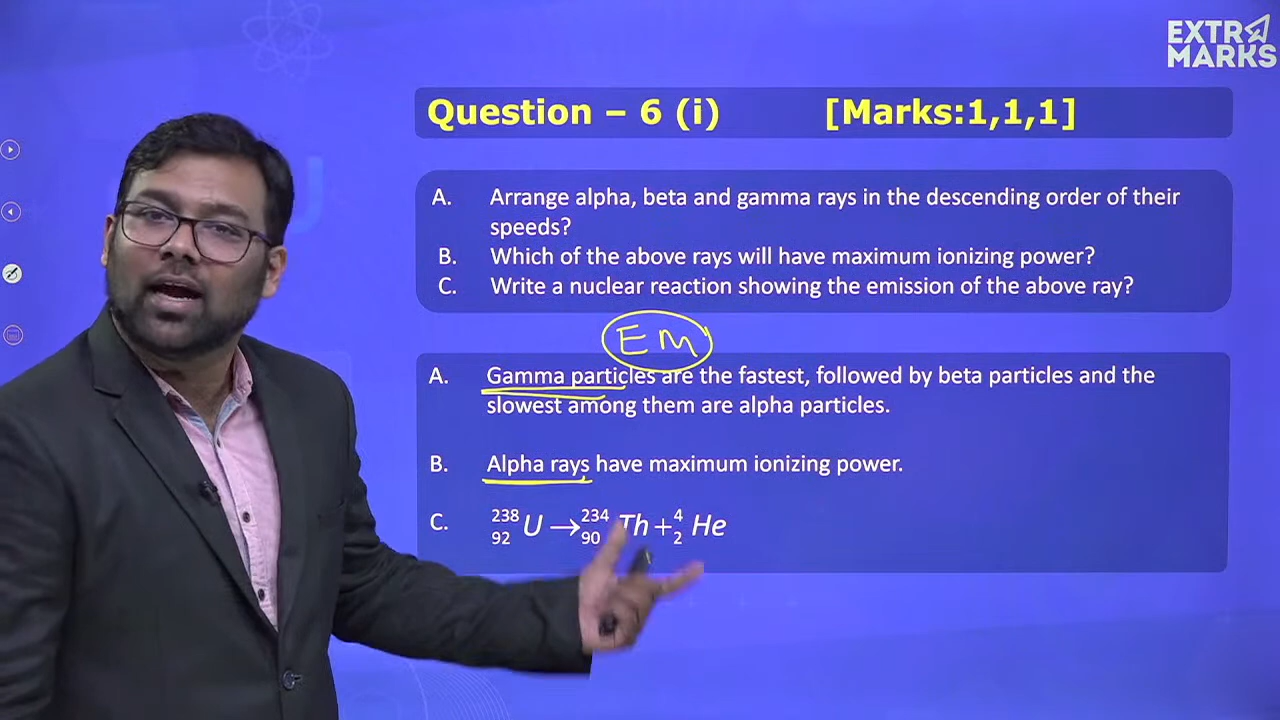 EXTRA
MARKS
Question – 6 (i) [Marks:1,1,1]
A. Arrange alpha, beta and gamma rays in the descending order of their
speeds?
B. Which of the above rays will have maximum ionizing power?
C. Write a nuclear reaction showing the emission of the above ray?
EM
A. Gamma particles are the fastest, followed by beta particles and the
slowest among them are alpha particles.
B. Alpha rays have maximum ionizing power.
C. ²³⁸₉₂U → ²³⁴₉₀Th + ⁴₂He